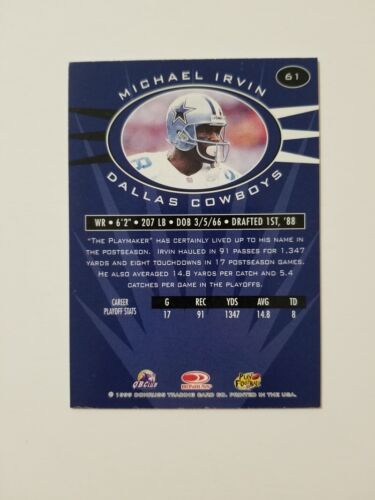 MICHAEL IRVIN
61
DALLAS COWBOYS
WR • 6'2" • 207 LB • DOB 3/5/66 • DRAFTED 1ST, '88
"THE PLAYMAKER" HAS CERTAINLY LIVED UP TO HIS NAME IN
THE POSTSEASON. IRVIN HAULED IN 91 PASSES FOR 1,347
YARDS AND EIGHT TOUCHDOWNS IN 17 POSTSEASON GAMES.
HE ALSO AVERAGED 14.8 YARDS PER CATCH AND 5.4
CATCHES PER GAME IN THE PLAYOFFS.
CAREER PLAYOFF STATS
G REC YDS AVG TD
17 91 1347 14.8 8
QB CLUB
DONRUSS
PLAY FOOTBALL
© 1999 DONRUSS TRADING CARD CO. PRINTED IN THE USA.